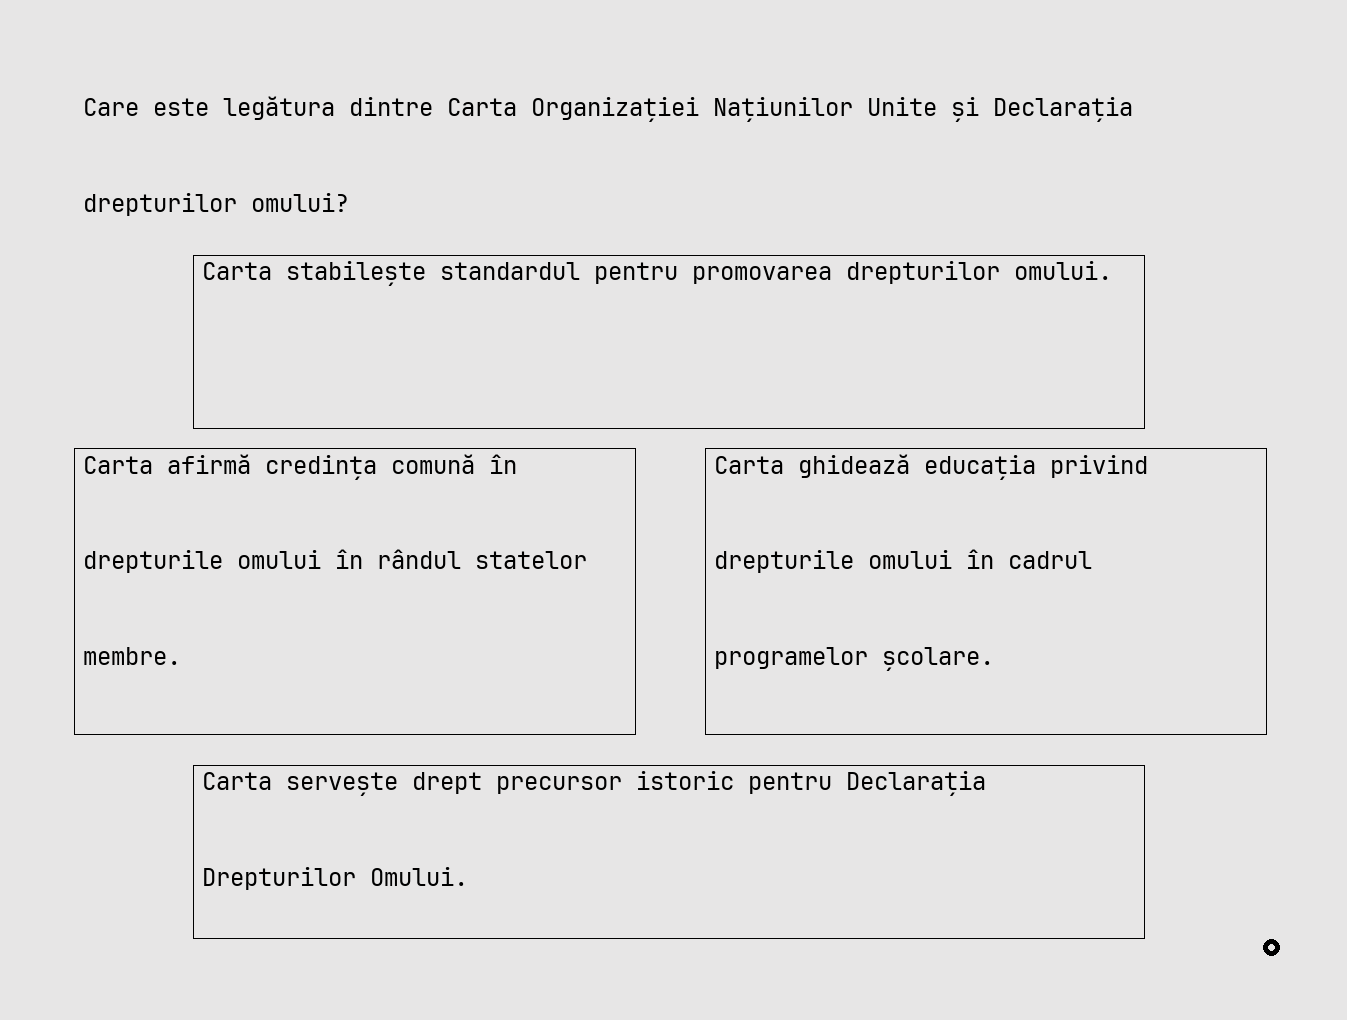 Care este legătura dintre Carta Organizației Națiunilor Unite și Declarația
drepturilor omului?
Carta stabilește standardul pentru promovarea drepturilor omului.
Carta afirmă credința comună în
drepturile omului în rândul statelor
membre.
Carta ghidează educația privind
drepturile omului în cadrul
programelor școlare.
Carta servește drept precursor istoric pentru Declarația
Drepturilor Omului.